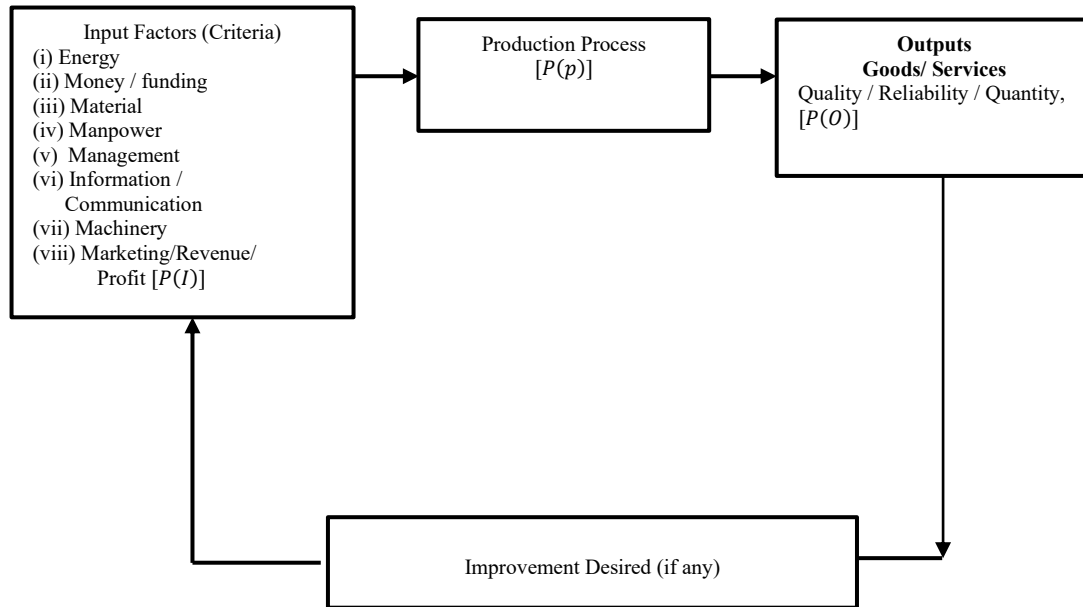 Input Factors (Criteria)
(i) Energy
(ii) Money / funding
(iii) Material
(iv) Manpower
(v) Management
(vi) Information /
Communication
(vii) Machinery
(viii) Marketing/Revenue/
Profit [P(I)]
Production Process
[P(p)]
Outputs
Goods/ Services
Quality / Reliability / Quantity,
[P(O)]
Improvement Desired (if any)